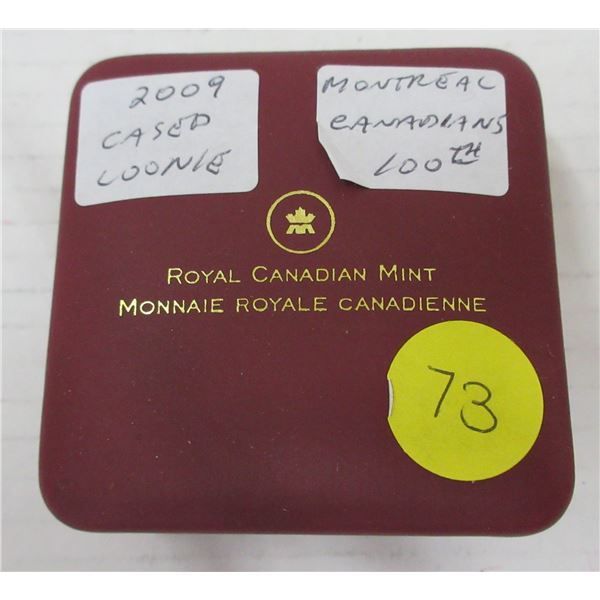 2009
CASED
LOONIE
MONTREAL
CANADIANS
100TH
ROYAL CANADIAN MINT
MONNAIE ROYALE CANADIENNE
73